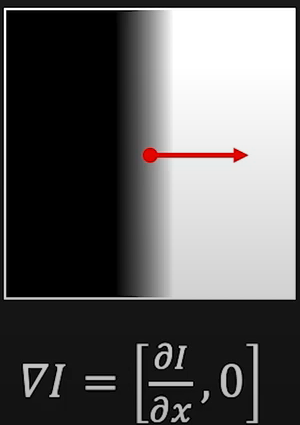 ∇I = [∂I/∂x, 0]